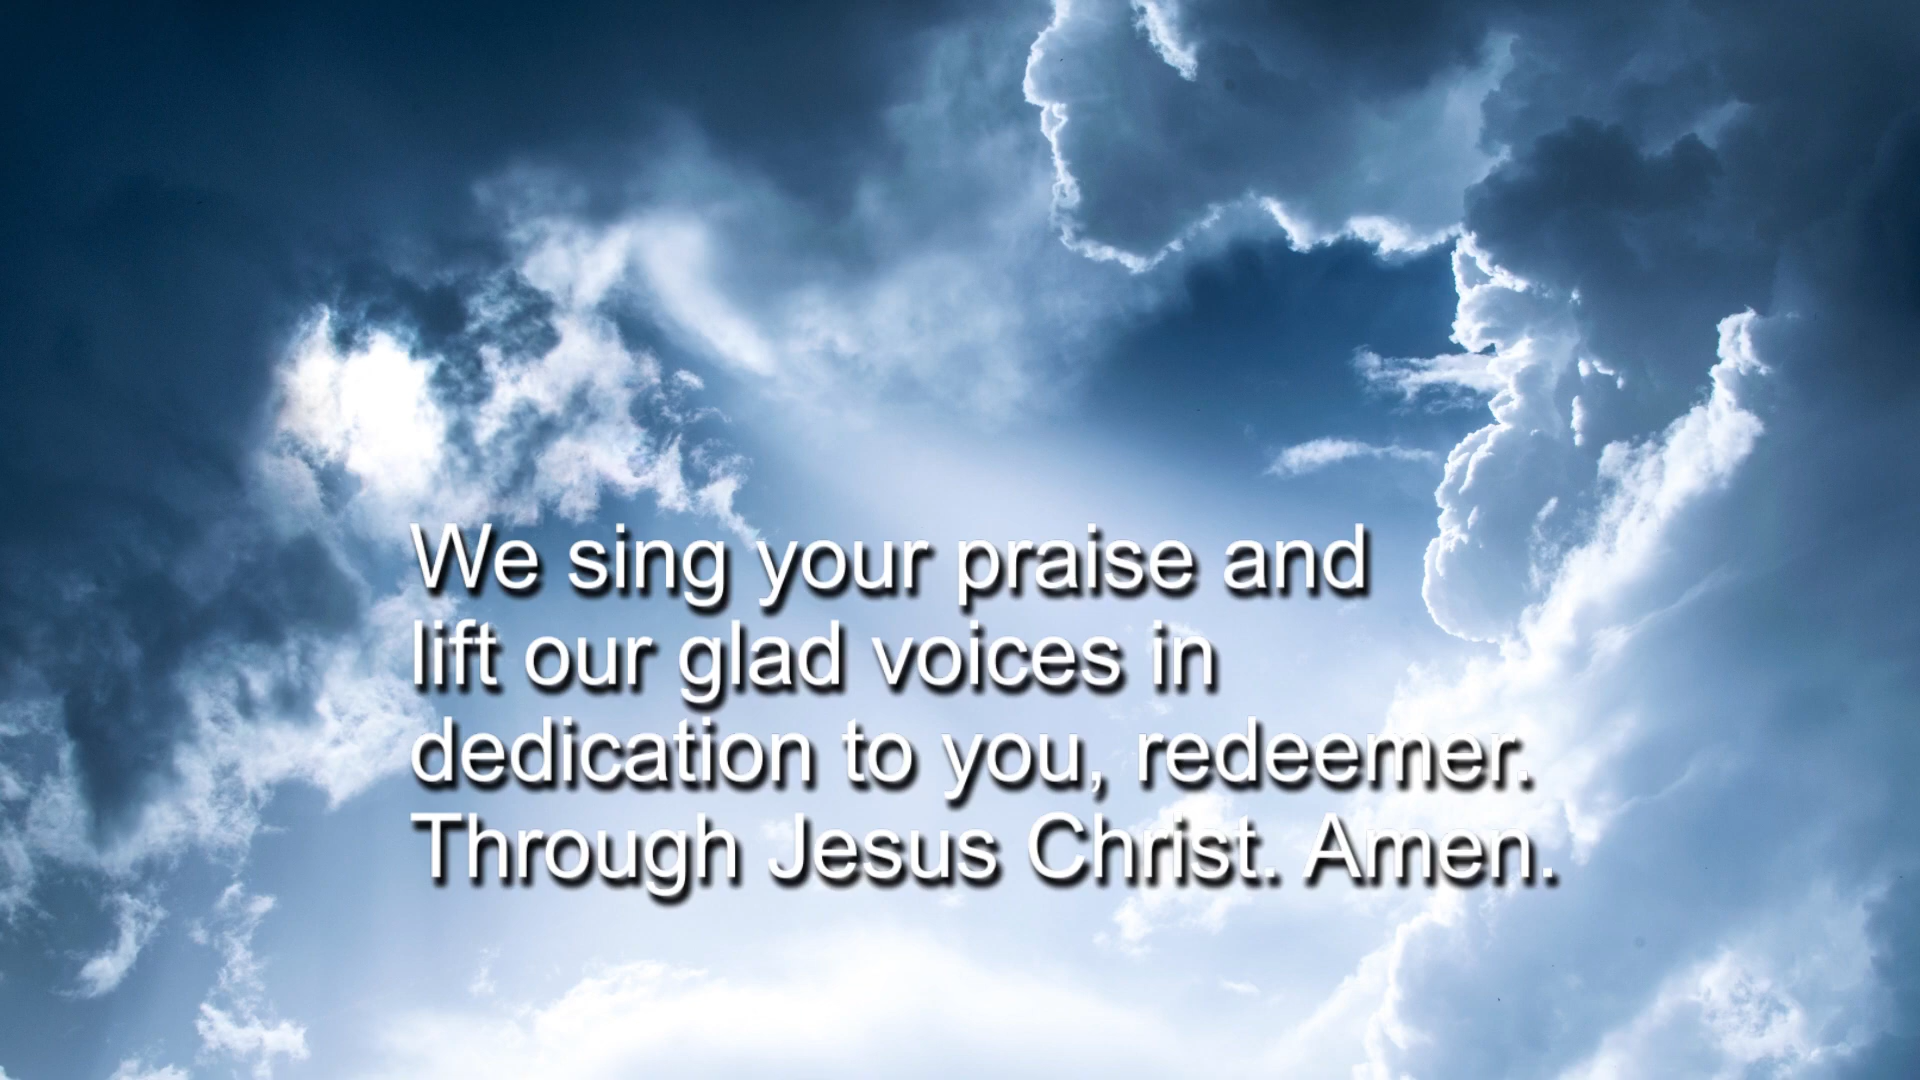 We sing your praise and
lift our glad voices in
dedication to you, redeemer.
Through Jesus Christ. Amen.